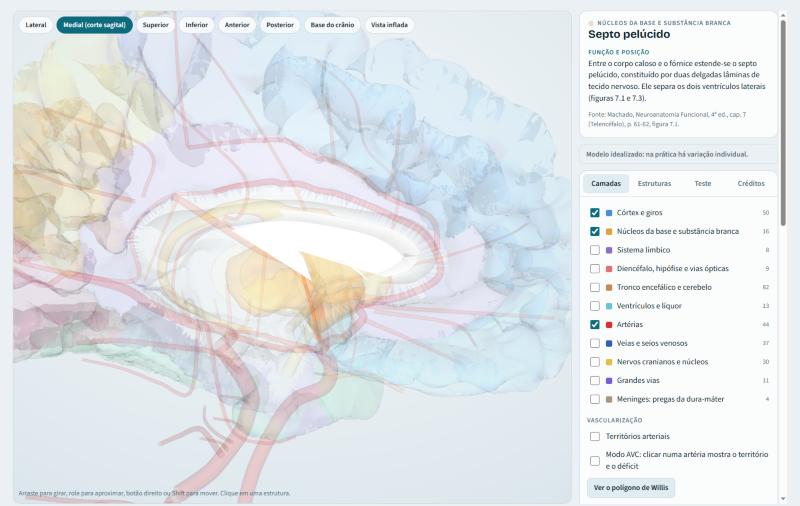 Lateral
Medial (corte sagital)
Superior
Inferior
Anterior
Posterior
Base do crânio
Vista inflada
Arraste para girar, role para aproximar, botão direito ou Shift para mover. Clique em uma estrutura.
NÚCLEOS DA BASE E SUBSTÂNCIA BRANCA
Septo pelúcido
FUNÇÃO E POSIÇÃO
Entre o corpo caloso e o fórnice estende-se o septo
pelúcido, constituído por duas delgadas lâminas de
tecido nervoso. Ele separa os dois ventrículos laterais
(figuras 7.1 e 7.3).
Fonte: Machado, Neuroanatomia Funcional, 4ª ed., cap. 7
(Telencéfalo), p. 61-62, figura 7.1.
Modelo idealizado: na prática há variação individual.
Camadas
Estruturas
Teste
Créditos
Córtex e giros 50
Núcleos da base e substância branca 16
Sistema límbico 8
Diencéfalo, hipófise e vias ópticas 9
Tronco encefálico e cerebelo 82
Ventrículos e líquor 13
Artérias 44
Veias e seios venosos 37
Nervos cranianos e núcleos 30
Grandes vias 11
Meninges: pregas da dura-máter 4
VASCULARIZAÇÃO
Territórios arteriais
Modo AVC: clicar numa artéria mostra o território
e o déficit
Ver o polígono de Willis